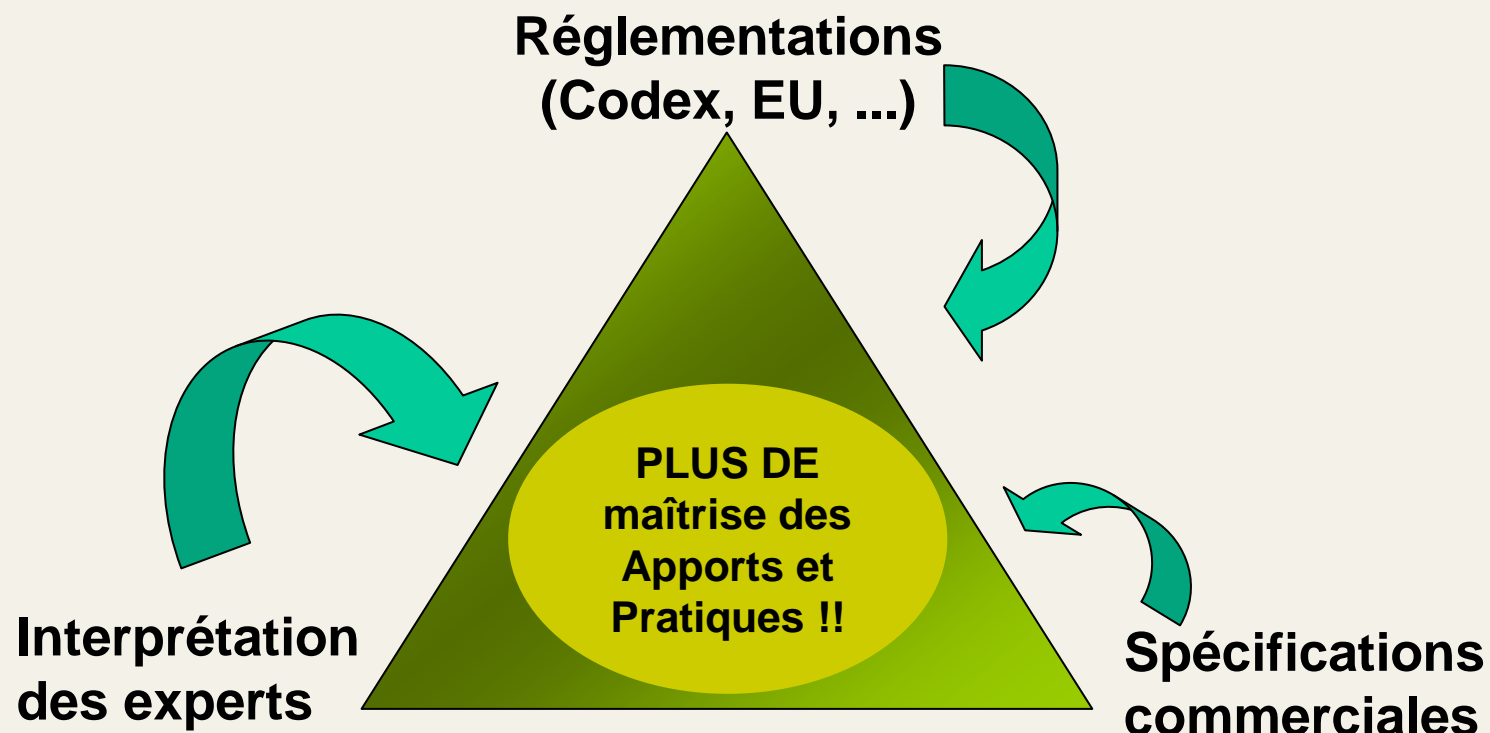 Réglementations
(Codex, EU, ...)
PLUS DE
maîtrise des
Apports et
Pratiques !!
Interprétation
des experts
Spécifications
commerciales